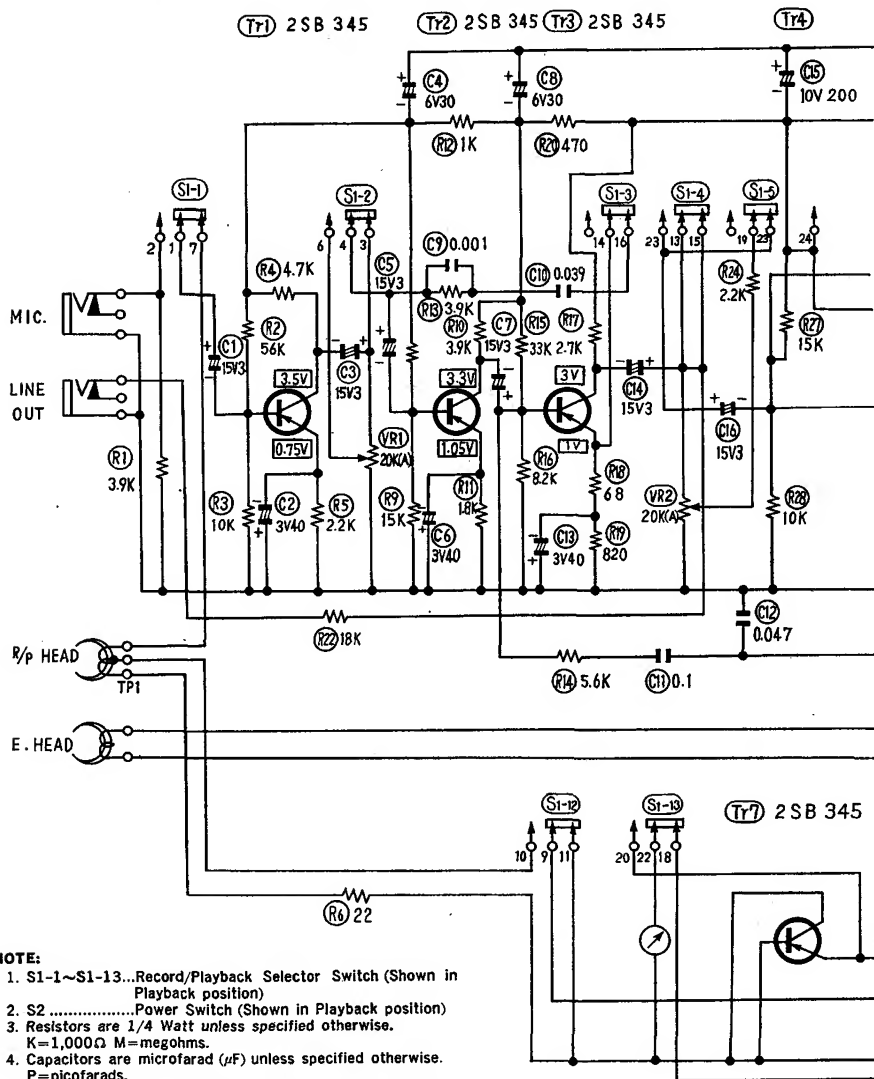 Tr1 2SB 345 Tr2 2SB 345 Tr3 2SB 345 Tr4
C4 6V30
C8 6V30
C15 10V 200
R12 1K
R20 470
S1-1
S1-2
S1-3
S1-4
S1-5
2 1 7
6 4 3
14 16
23 13 15
19 23
24
R4 4.7K
C5 15V3
C9 0.001
C10 0.039
R24 2.2K
R13 3.9K
MIC.
C1 15V3
R2 56K
C3 15V3
R10 3.9K
C7 15V3
R15 33K
R17 2.7K
R27 15K
LINE OUT
3.5V
3.3V
3V
C14 15V3
C16 15V3
0.75V
VR1 20K(A)
1.05V
1V
R1 3.9K
R3 10K
C2 3V40
R5 2.2K
R9 15K
C6 3V40
R11 1.8K
R16 8.2K
C13 3V40
R18 68
R19 820
VR2 20K(A)
R28 10K
R22 18K
C12 0.047
R/P HEAD
TP1
R14 5.6K
C11 0.1
E. HEAD
S1-12
S1-13
Tr7 2SB 345
10 9 11
20 22 18
R6 22
NOTE:
1. S1-1~S1-13...Record/Playback Selector Switch (Shown in
Playback position)
2. S2 .................Power Switch (Shown in Playback position)
3. Resistors are 1/4 Watt unless specified otherwise.
K=1,000Ω M=megohms.
4. Capacitors are microfarad (μF) unless specified otherwise.
P=picofarads.